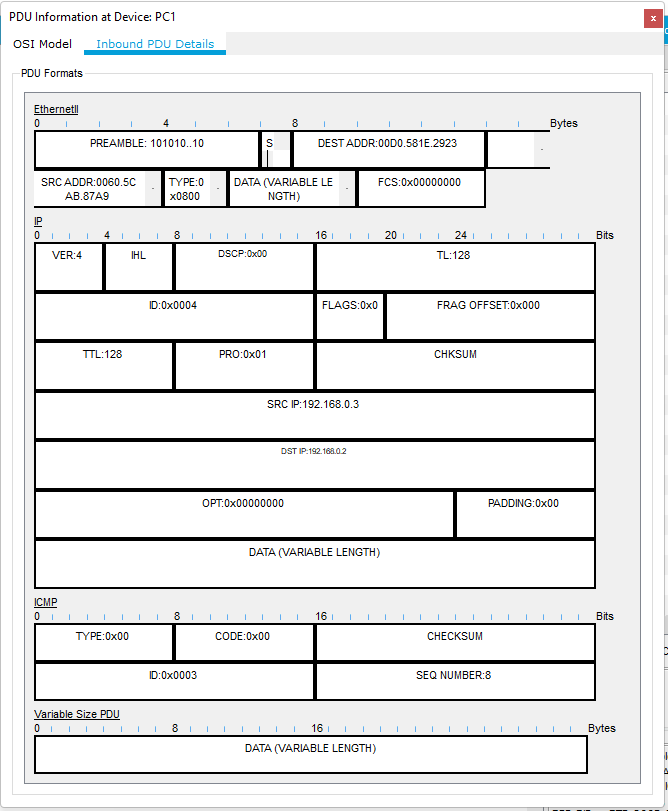 PDU Information at Device: PC1
x
OSI Model Inbound PDU Details
PDU Formats
EthernetII
0 4 8 Bytes
PREAMBLE: 101010..10 S DEST ADDR:00D0.581E.2923
SRC ADDR:0060.5C
AB.87A9
TYPE:0
x0800
DATA (VARIABLE LE
NGTH)
FCS:0x00000000
IP
0 4 8 16 20 24 Bits
VER:4 IHL DSCP:0x00 TL:128
ID:0x0004 FLAGS:0x0 FRAG OFFSET:0x000
TTL:128 PRO:0x01 CHKSUM
SRC IP:192.168.0.3
DST IP:192.168.0.2
OPT:0x00000000 PADDING:0x00
DATA (VARIABLE LENGTH)
ICMP
0 8 16 Bits
TYPE:0x00 CODE:0x00 CHECKSUM
ID:0x0003 SEQ NUMBER:8
Variable Size PDU
0 8 16 Bytes
DATA (VARIABLE LENGTH)